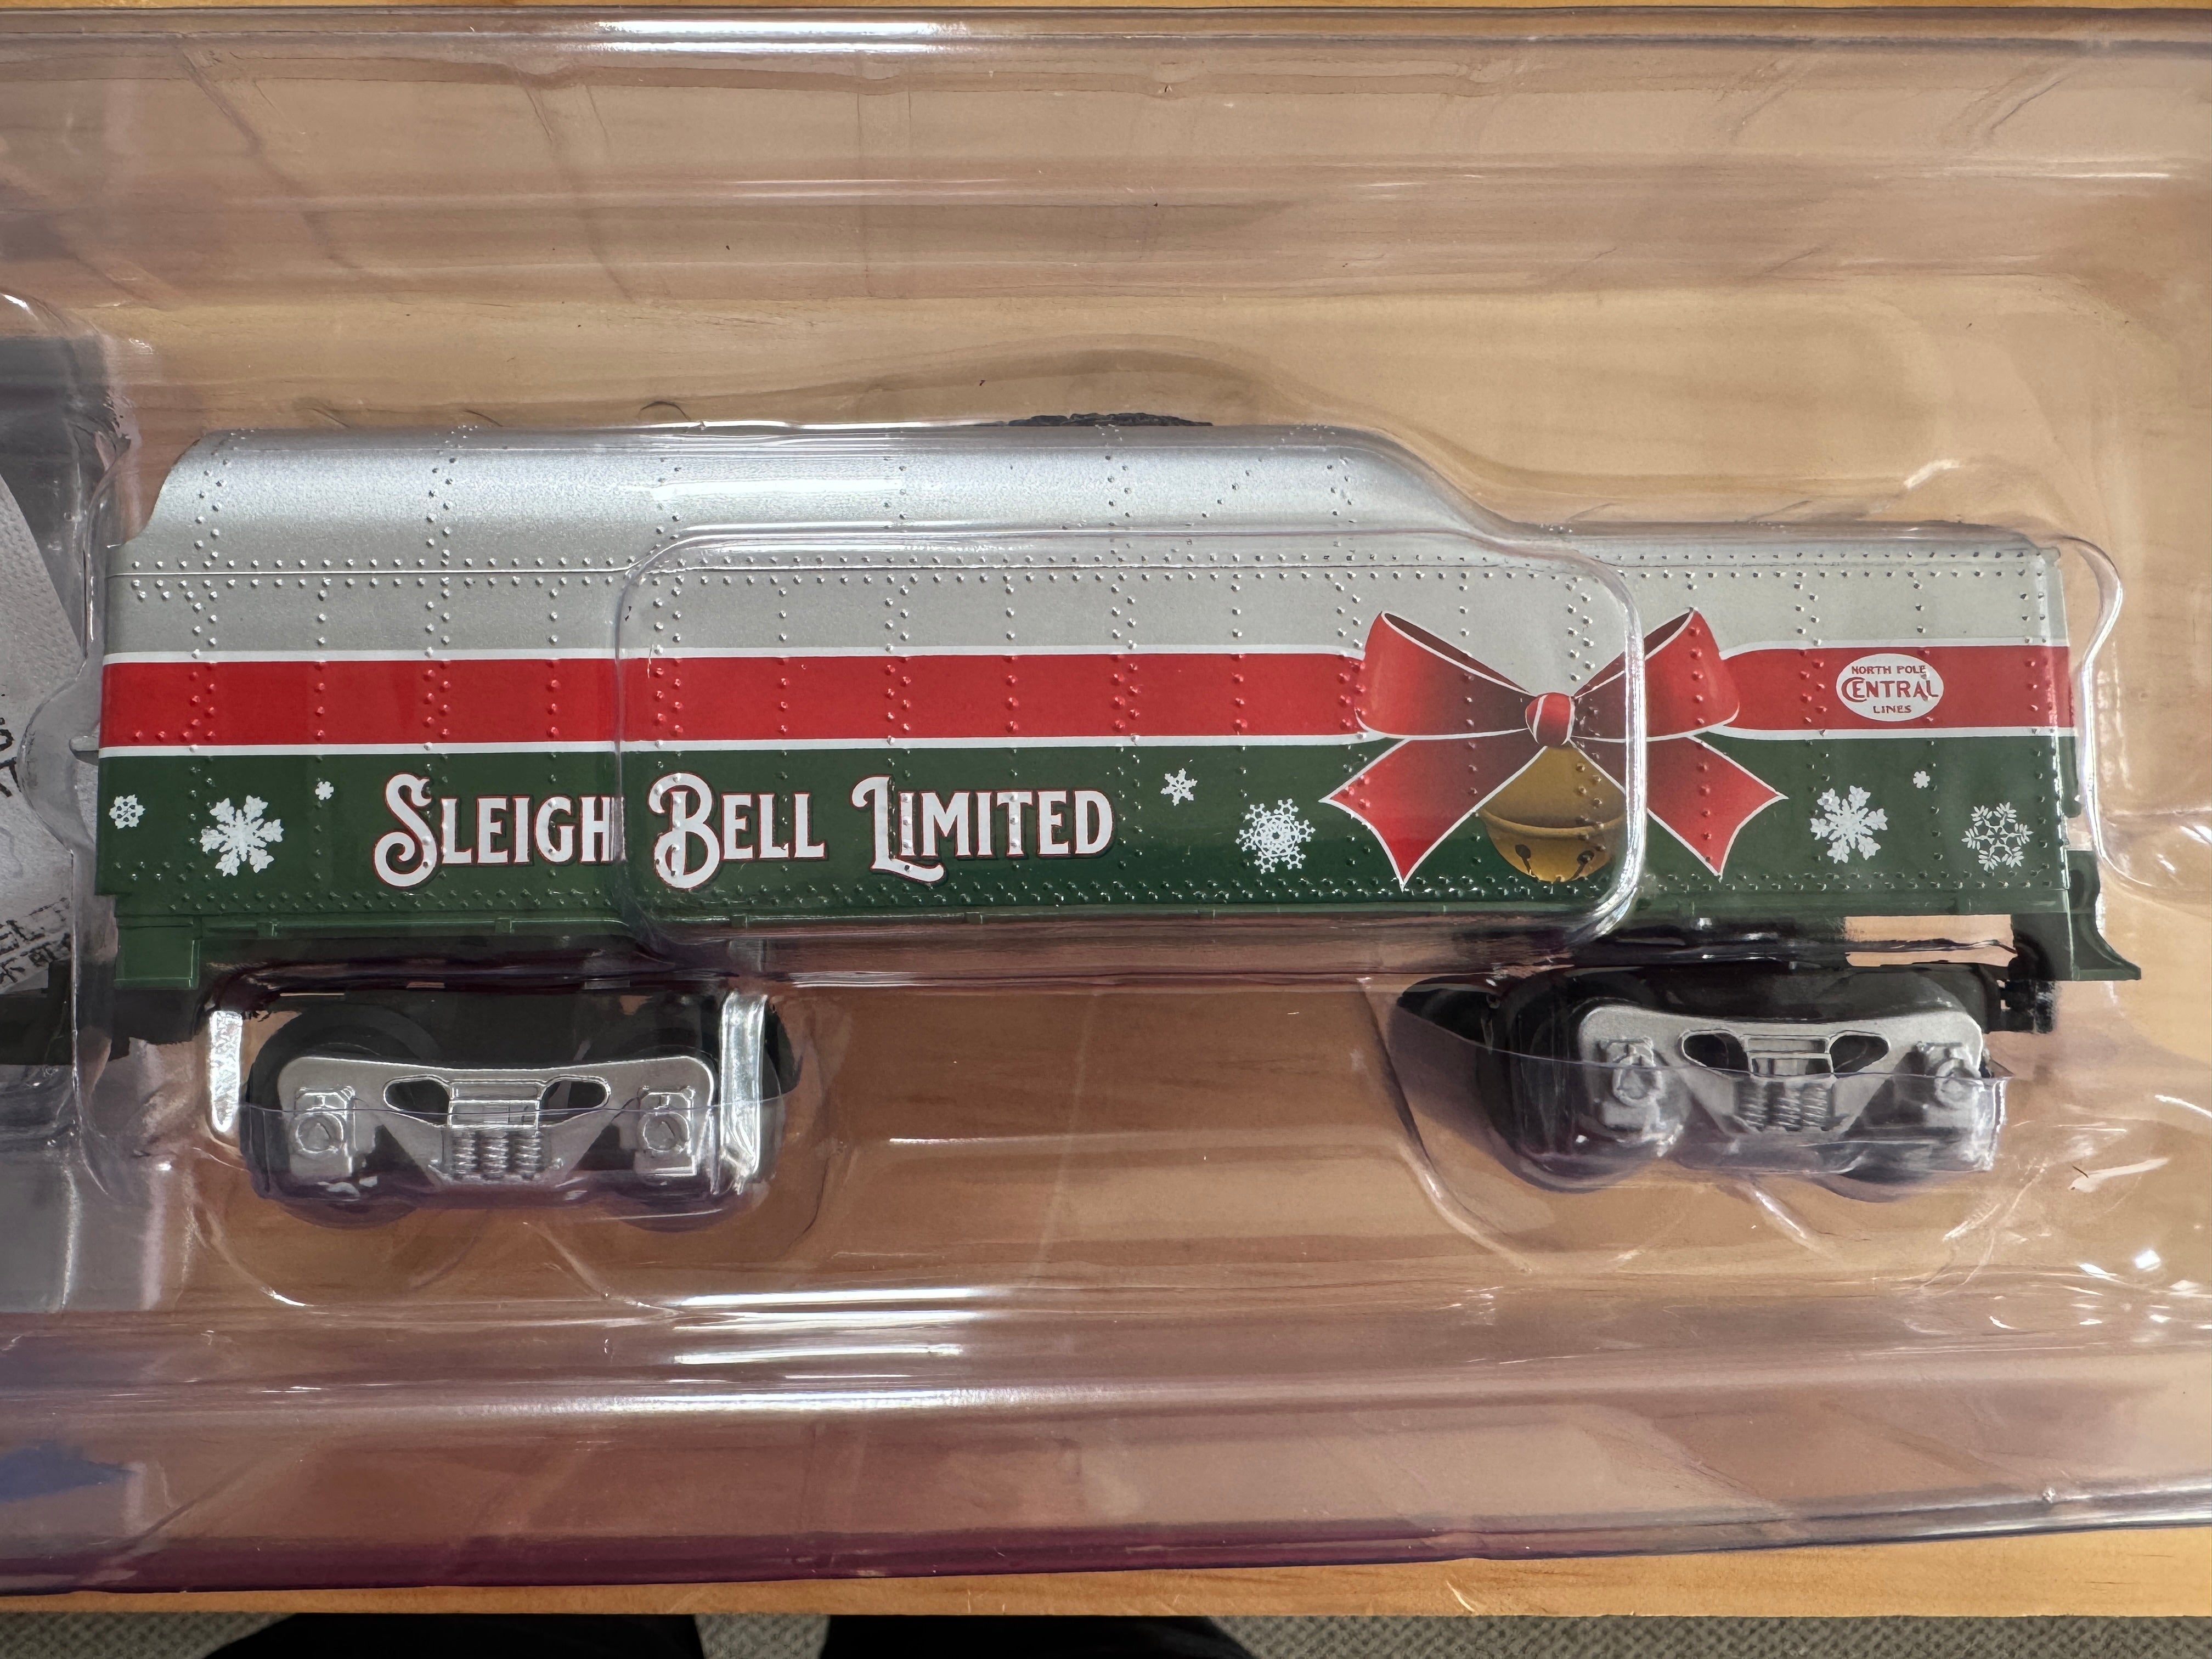 SLEIGH BELL LIMITED
NORTH POLE
CENTRAL
LINES